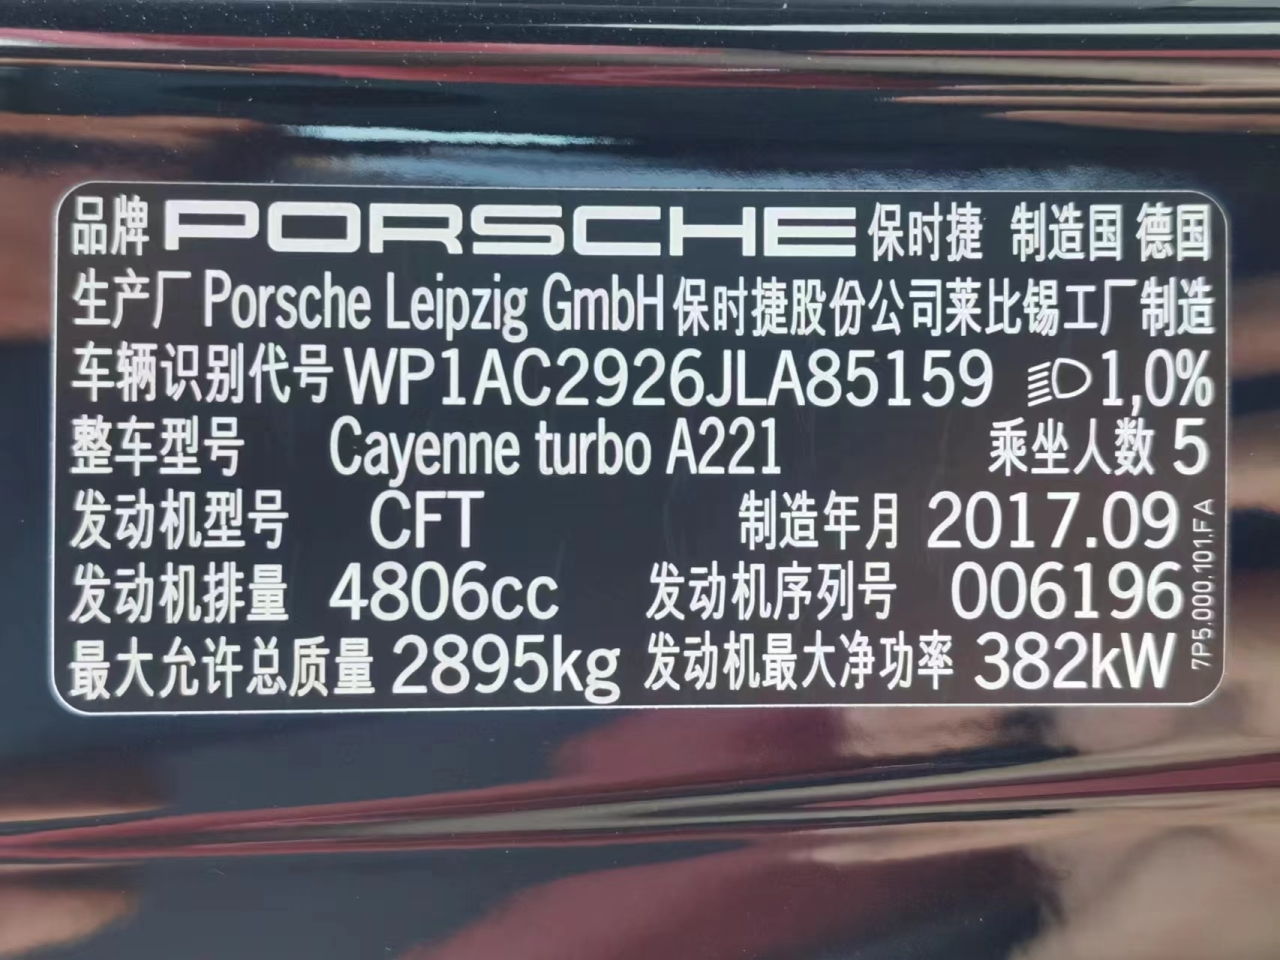 品牌 PORSCHE 保时捷 制造国 德国
生产厂 Porsche Leipzig GmbH 保时捷股份公司莱比锡工厂制造
车辆识别代号 WP1AC2926JLA85159 1,0%
整车型号 Cayenne turbo A221 乘坐人数 5
发动机型号 CFT 制造年月 2017.09
发动机排量 4806cc 发动机序列号 006196
最大允许总质量 2895kg 发动机最大净功率 382kW
7P5.000.101.FA